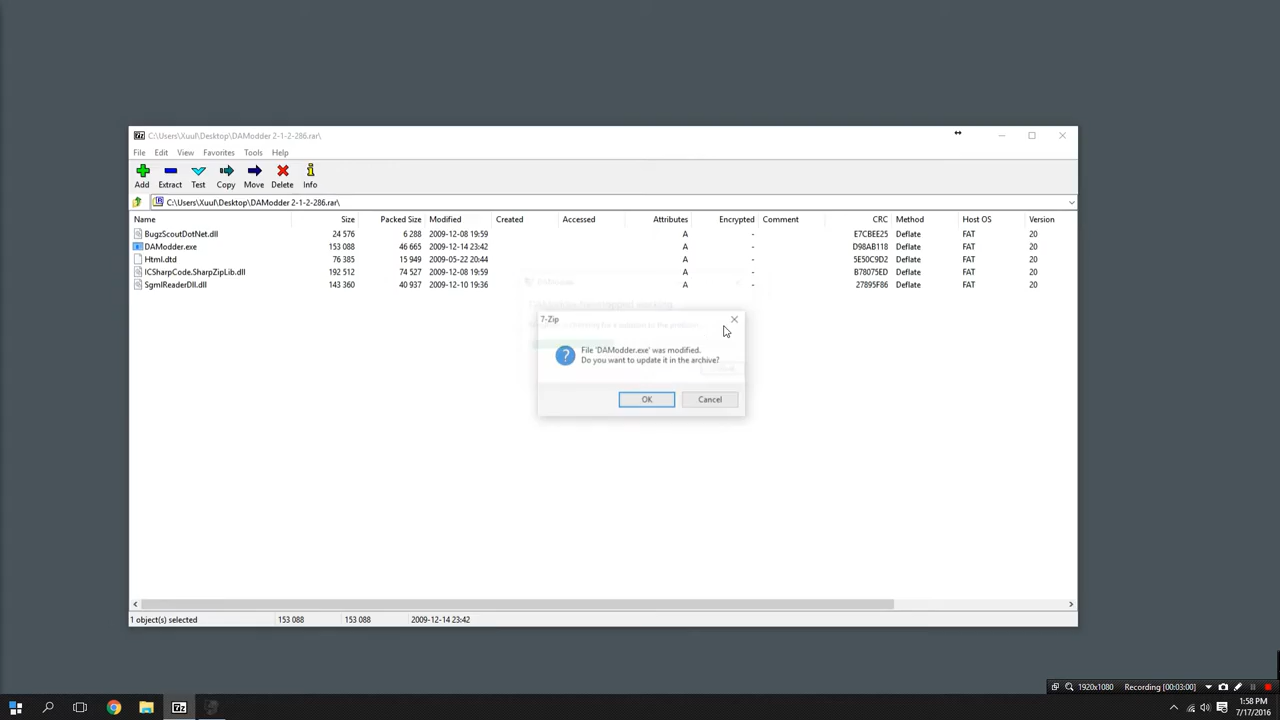 C:\Users\Xuul\Desktop\DAModder 2-1-2-286.rar\
File Edit View Favorites Tools Help
Add Extract Test Copy Move Delete Info
C:\Users\Xuul\Desktop\DAModder 2-1-2-286.rar\
Name Size Packed Size Modified Created Accessed Attributes Encrypted Comment CRC Method Host OS Version
BugzScoutDotNet.dll 24 576 6 288 2009-12-08 19:59 A - E7CBEE25 Deflate FAT 20
DAModder.exe 153 088 46 665 2009-12-14 23:42 A - D98AB118 Deflate FAT 20
Html.dtd 76 385 15 949 2009-05-22 20:44 A - 5E50C9D2 Deflate FAT 20
ICSharpCode.SharpZipLib.dll 192 512 74 527 2009-12-08 19:59 A - B78075ED Deflate FAT 20
SgmlReaderDll.dll 143 360 40 937 2009-12-10 19:36 A - 27895F86 Deflate FAT 20
DAModder
7-Zip
File 'DAModder.exe' was modified.
Do you want to update it in the archive?
OK Cancel
1 object(s) selected 153 088 153 088 2009-12-14 23:42
1920x1080 Recording [00:03:00]
1:58 PM
7/17/2016